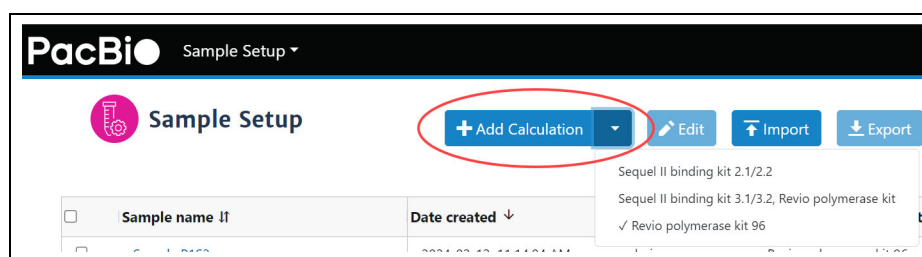 PacBio Sample Setup
Sample Setup
Add Calculation Edit Import Export
Sequel II binding kit 2.1/2.2
Sequel II binding kit 3.1/3.2, Revio polymerase kit
✓ Revio polymerase kit 96
Sample name Date created